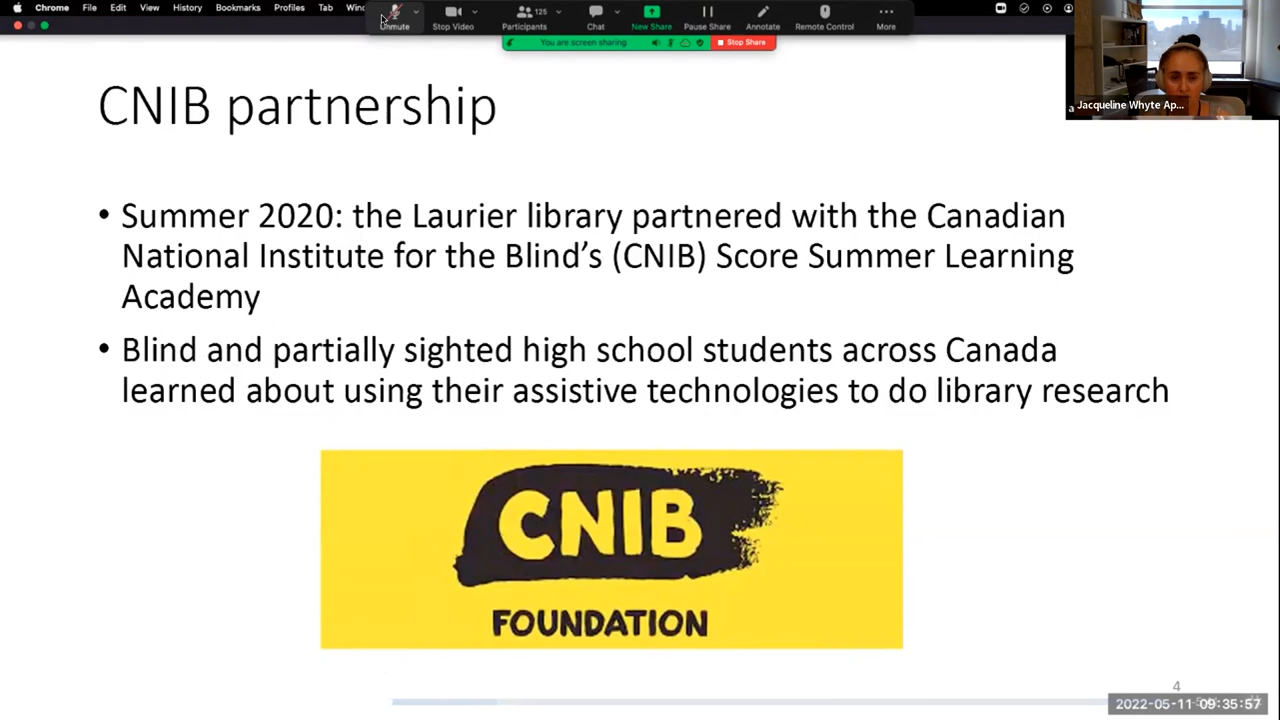 Chrome File Edit View History Bookmarks Profiles Tab
Unmute Stop Video Participants 125 Chat New Share Pause Share Annotate Remote Control More
You are screen sharing Stop Share
Jacqueline Whyte Ap...
CNIB partnership
• Summer 2020: the Laurier library partnered with the Canadian
National Institute for the Blind’s (CNIB) Score Summer Learning
Academy
• Blind and partially sighted high school students across Canada
learned about using their assistive technologies to do library research
CNIB
FOUNDATION
4
2022-05-11 09:35:57